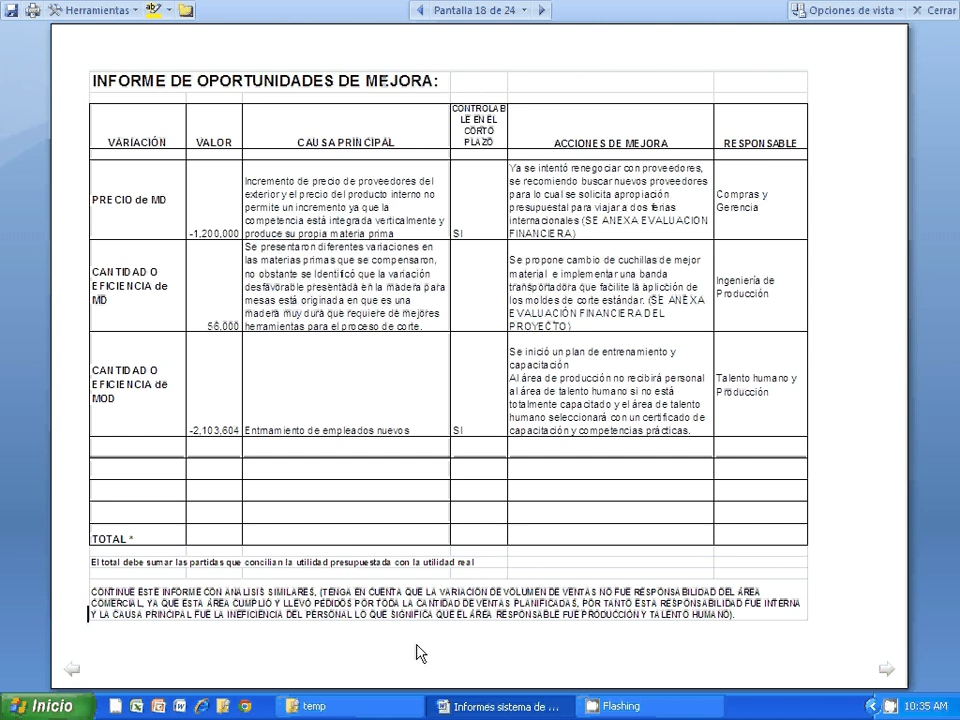 Herramientas
Pantalla 18 de 24
Opciones de vista
Cerrar
INFORME DE OPORTUNIDADES DE MEJORA:
VARIACIÓN
VALOR
CAUSA PRINCIPAL
CONTROLAB
LE EN EL
CORTO
PLAZO
ACCIONES DE MEJORA
RESPONSABLE
PRECIO de MD
-1,200,000
Incremento de precio de proveedores del
exterior y el precio del producto interno no
permite un incremento ya que la
competencia está integrada verticalmente y
produce su propia materia prima
SI
Ya se intentó renegociar con proveedores,
se recomiendo buscar nuevos proveedores
para lo cual se solicita apropiación
presupuestal para viajar a dos ferias
internacionales (SE ANEXA EVALUACION
FINANCIERA)
Compras y
Gerencia
CANTIDAD O
EFICIENCIA de
MD
56,000
Se presentaron diferentes variaciones en
las materias primas que se compensaron,
no obstante se Identificó que la variación
desfavorable presentada en la madera para
mesas está originada en que es una
madera muy dura que requiere de mejores
herramientas para el proceso de corte.
Se propone cambio de cuchillas de mejor
material e implementar una banda
transportadora que facilite la aplicción de
los moldes de corte estándar. (SE ANEXA
EVALUACIÓN FINANCIERA DEL
PROYECTO)
Ingeniería de
Producción
CANTIDAD O
EFICIENCIA de
MOD
-2,103,604
Entrnamiento de empleados nuevos
SI
Se inició un plan de entrenamiento y
capacitación
Al área de producción no recibirá personal
al área de talento humano si no está
totalmente capacitado y el área de talento
humano seleccionará con un certificado de
capacitación y competencias prácticas.
Talento humano y
Producción
TOTAL *
El total debe sumar las partidas que concilian la utilidad presupuestada con la utilidad real
CONTINUE ESTE INFORME CON ANALISIS SIMILARES, (TENGA EN CUENTA QUE LA VARIACION DE VOLUMEN DE VENTAS NO FUE RESPONSABILIDAD DEL ÁREA
COMERCIAL, YA QUE ESTA ÁREA CUMPLIÓ Y LLEVÓ PEDIDOS POR TODA LA CANTIDAD DE VENTAS PLANIFICADAS, POR TANTO ESTA RESPONSABILIDAD FUE INTERNA
Y LA CAUSA PRINCIPAL FUE LA INEFICIENCIA DEL PERSONAL LO QUE SIGNIFICA QUE EL ÁREA RESPONSABLE FUE PRODUCCIÓN Y TALENTO HUMANO).
Inicio
temp
Informes sistema de ...
Flashing
10:35 AM